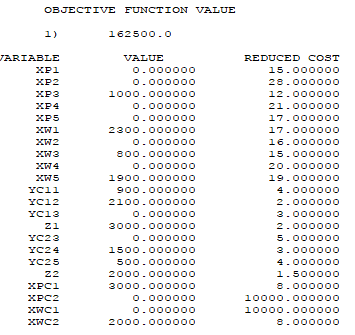 OBJECTIVE FUNCTION VALUE
1) 162500.0
VARIABLE VALUE REDUCED COST
XP1 0.000000 15.000000
XP2 0.000000 28.000000
XP3 1000.000000 12.000000
XP4 0.000000 21.000000
XP5 0.000000 17.000000
XW1 2300.000000 17.000000
XW2 0.000000 16.000000
XW3 800.000000 15.000000
XW4 0.000000 20.000000
XW5 1900.000000 19.000000
YC11 900.000000 4.000000
YC12 2100.000000 2.000000
YC13 0.000000 3.000000
Z1 3000.000000 2.000000
YC23 0.000000 5.000000
YC24 1500.000000 3.000000
YC25 500.000000 4.000000
Z2 2000.000000 1.500000
XPC1 3000.000000 8.000000
XPC2 0.000000 10000.000000
XWC1 0.000000 10000.000000
XWC2 2000.000000 8.000000